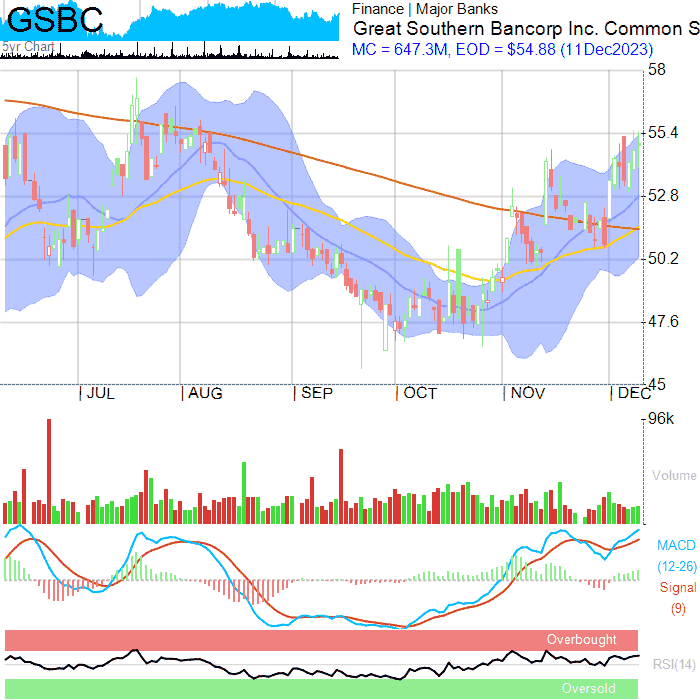 GSBC
5yr Chart
Finance | Major Banks
Great Southern Bancorp Inc. Common S
MC = 647.3M, EOD = $54.88 (11Dec2023)
58
55.4
52.8
50.2
47.6
45
JUL AUG SEP OCT NOV DEC
96k
Volume
MACD
(12-26)
Signal
(9)
Overbought
RSI(14)
Oversold